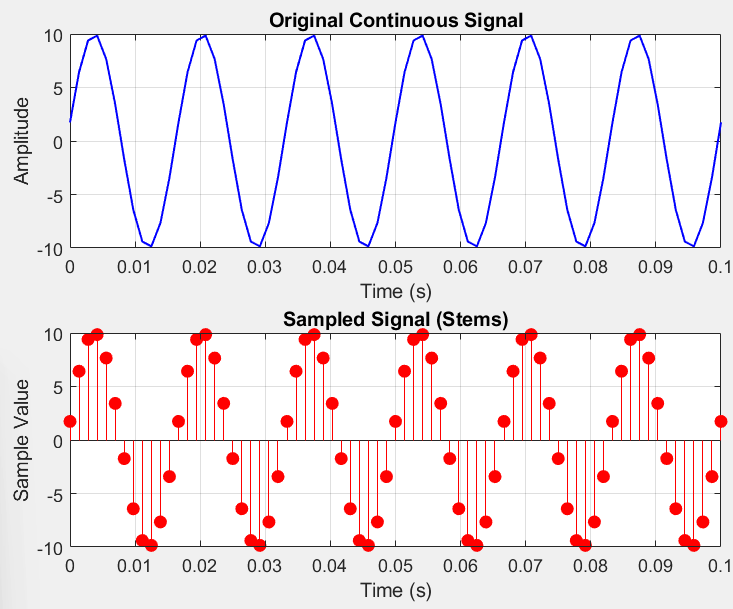 Original Continuous Signal
10
5
0
-5
-10
Amplitude
0 0.01 0.02 0.03 0.04 0.05 0.06 0.07 0.08 0.09 0.1
Time (s)
Sampled Signal (Stems)
10
5
0
-5
-10
Sample Value
0 0.01 0.02 0.03 0.04 0.05 0.06 0.07 0.08 0.09 0.1
Time (s)